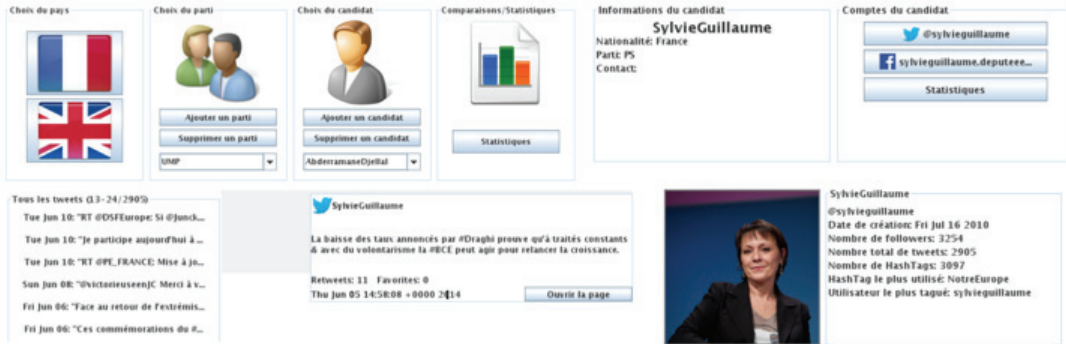 Choix du pays
Choix du parti
Ajouter un parti
Supprimer un parti
UMP
Choix du candidat
Ajouter un candidat
Supprimer un candidat
AbderramaneDjellal
Comparaisons/Statistiques
Statistiques
Informations du candidat
SylvieGuillaume
Nationalité: France
Parti: PS
Contact:
Comptes du candidat
@sylvieguillaume
sylvieguillaume.deputeee...
Statistiques
Tous les tweets (13-24/2905)
Tue Jun 10: "RT @DSFEurope: Si @Junck...
Tue Jun 10: "Je participe aujourd'hui à ...
Tue Jun 10: "RT @PE_FRANCE: Mise à jo...
Sun Jun 08: "@victorieuseenJC Merci à v...
Fri Jun 06: "Face au retour de l'extrémis...
Fri Jun 06: "Ces commémorations du #...
SylvieGuillaume
La baisse des taux annoncés par #Draghi prouve qu'à traités constants
& avec du volontarisme la #BCE peut agir pour relancer la croissance.
Retweets: 11 Favorites: 0
Thu Jun 05 14:58:08 +0000 2014
Ouvrir la page
SylvieGuillaume
@sylvieguillaume
Date de création: Fri Jul 16 2010
Nombre de followers: 3254
Nombre total de tweets: 2905
Nombre de HashTags: 3097
HashTag le plus utilisé: NotreEurope
Utilisateur le plus tagué: sylvieguillaume